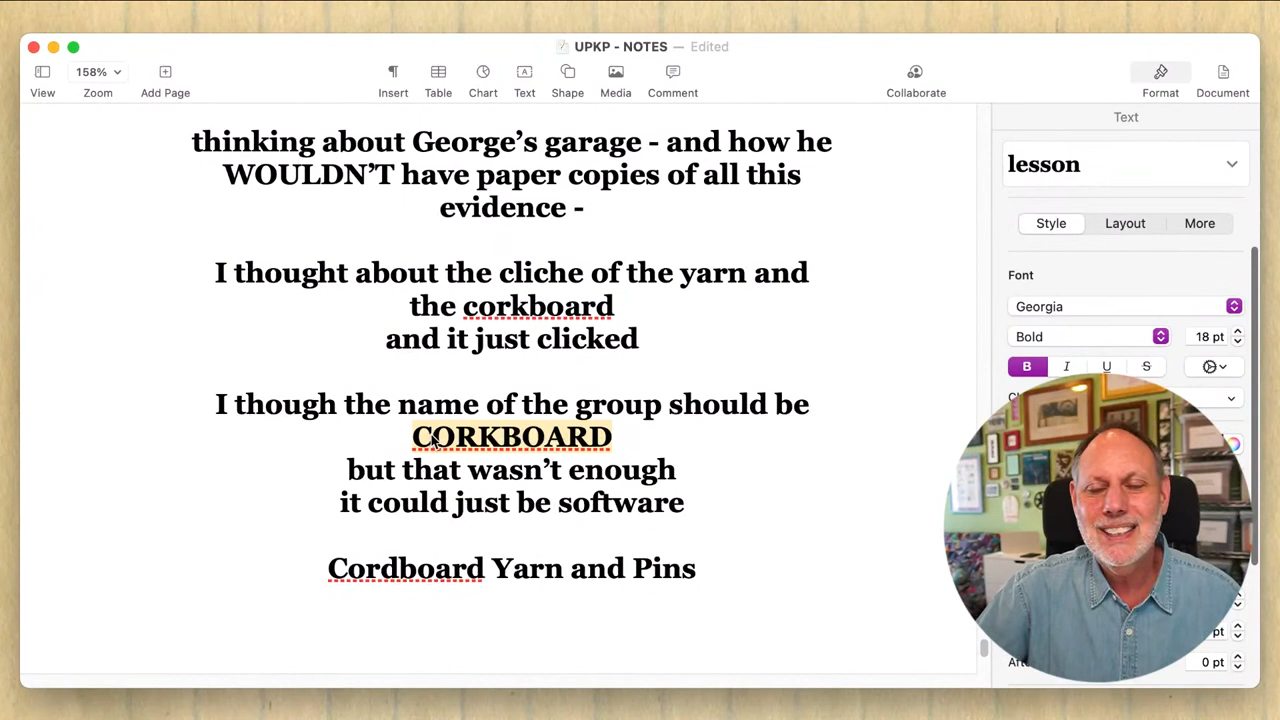 UPKP - NOTES — Edited
158%
View Zoom Add Page Insert Table Chart Text Shape Media Comment Collaborate Format Document
thinking about George’s garage - and how he
WOULDN’T have paper copies of all this
evidence -
I thought about the cliche of the yarn and
the corkboard
and it just clicked
I though the name of the group should be
CORKBOARD
but that wasn’t enough
it could just be software
Cordboard Yarn and Pins
Text
lesson
Style Layout More
Font
Georgia
Bold 18 pt
B I U S
pt
0 pt